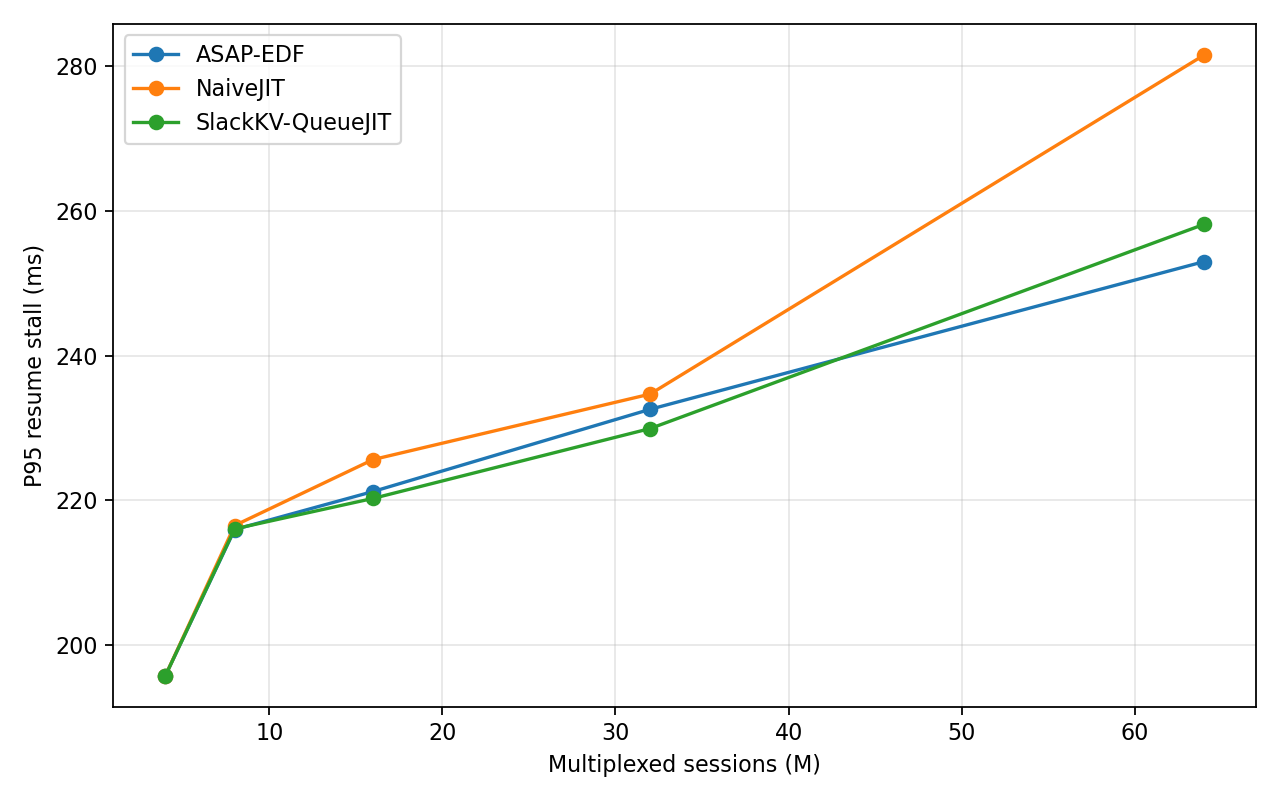 ASAP-EDF
NaiveJIT
SlackKV-QueueJIT
280
260
240
220
200
P95 resume stall (ms)
10
20
30
40
50
60
Multiplexed sessions (M)